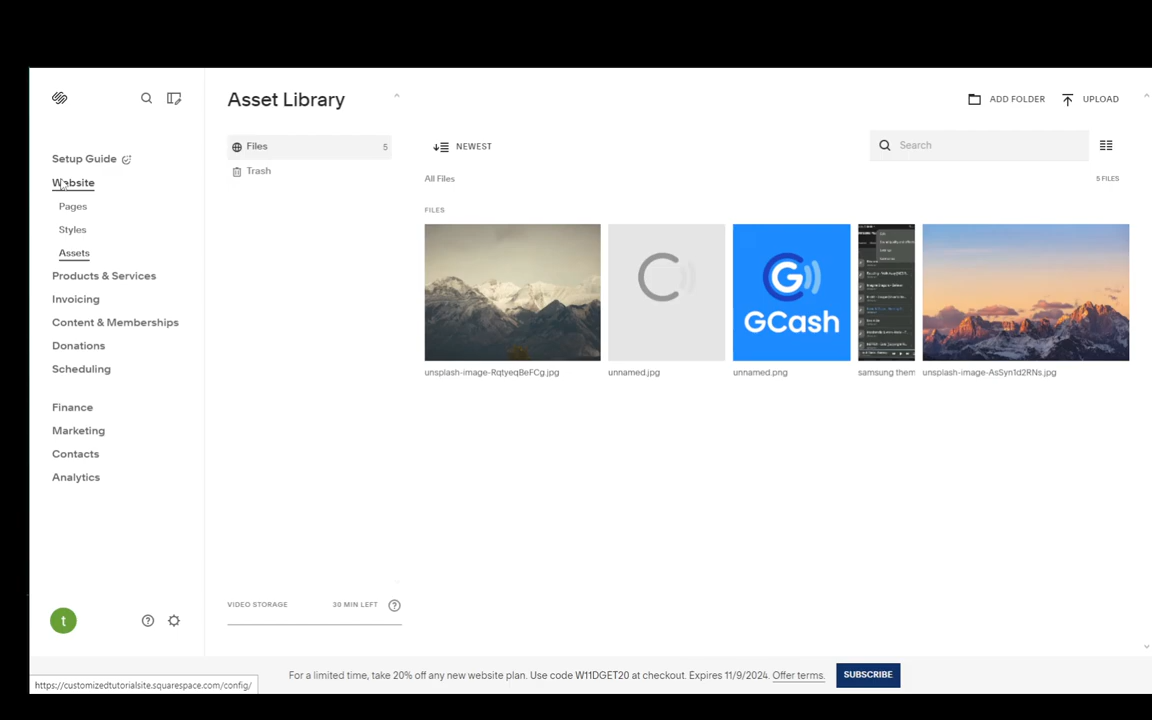 Asset Library
ADD FOLDER
UPLOAD
Setup Guide
Website
Pages
Styles
Assets
Products & Services
Invoicing
Content & Memberships
Donations
Scheduling
Finance
Marketing
Contacts
Analytics
t
Files 5
Trash
NEWEST
Search
All Files
5 FILES
FILES
GCash
unsplash-image-RqtyeqBeFCg.jpg
unnamed.jpg
unnamed.png
samsung them
unsplash-image-AsSyn1d2RNs.jpg
VIDEO STORAGE 30 MIN LEFT
For a limited time, take 20% off any new website plan. Use code W11DGET20 at checkout. Expires 11/9/2024. Offer terms.
SUBSCRIBE
https://customizedtutorialsite.squarespace.com/config/